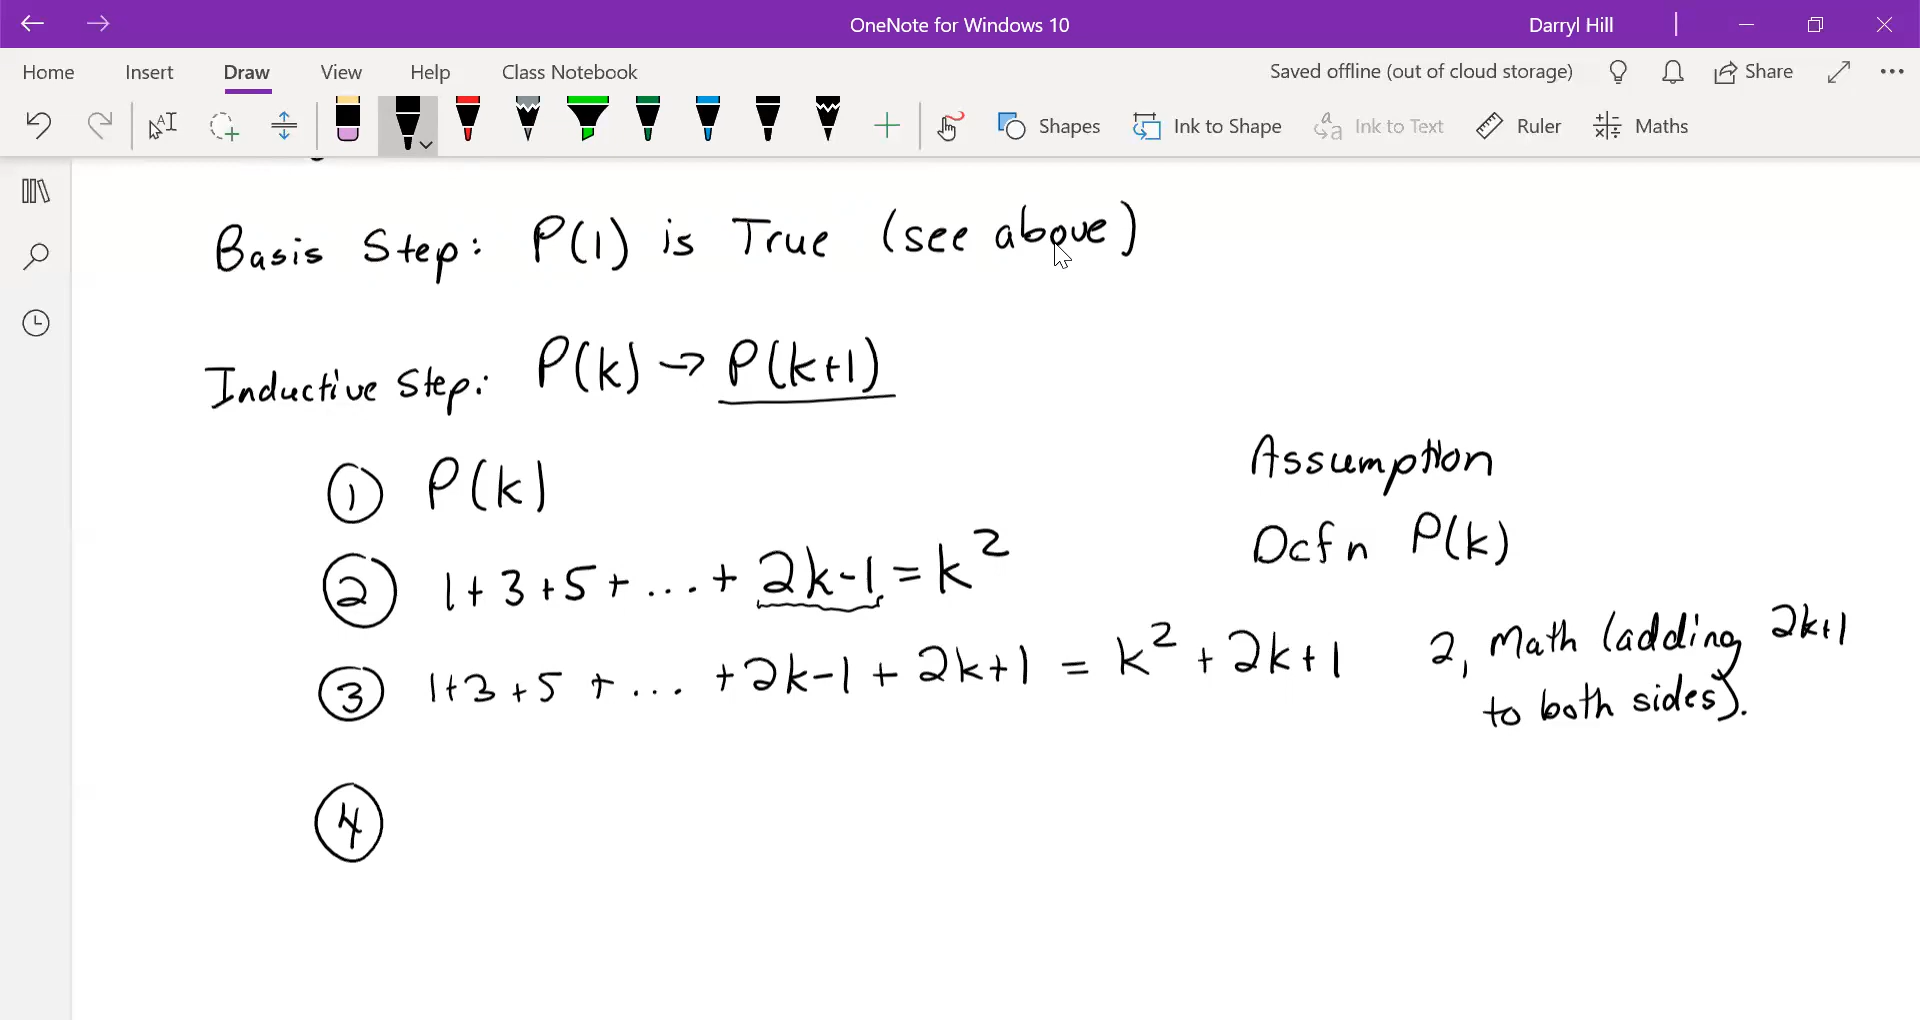 OneNote for Windows 10
Darryl Hill
Home Insert Draw View Help Class Notebook
Saved offline (out of cloud storage) Share
Shapes Ink to Shape Ink to Text Ruler Maths
Basis Step: P(1) is True (see above)
Inductive Step: P(k) → P(k+1)
① P(k) Assumption
② 1+3+5+...+2k-1=k² Defn P(k)
③ 1+3+5+...+2k-1+2k+1 = k²+2k+1 2, Math (adding 2k+1
to both sides).
④